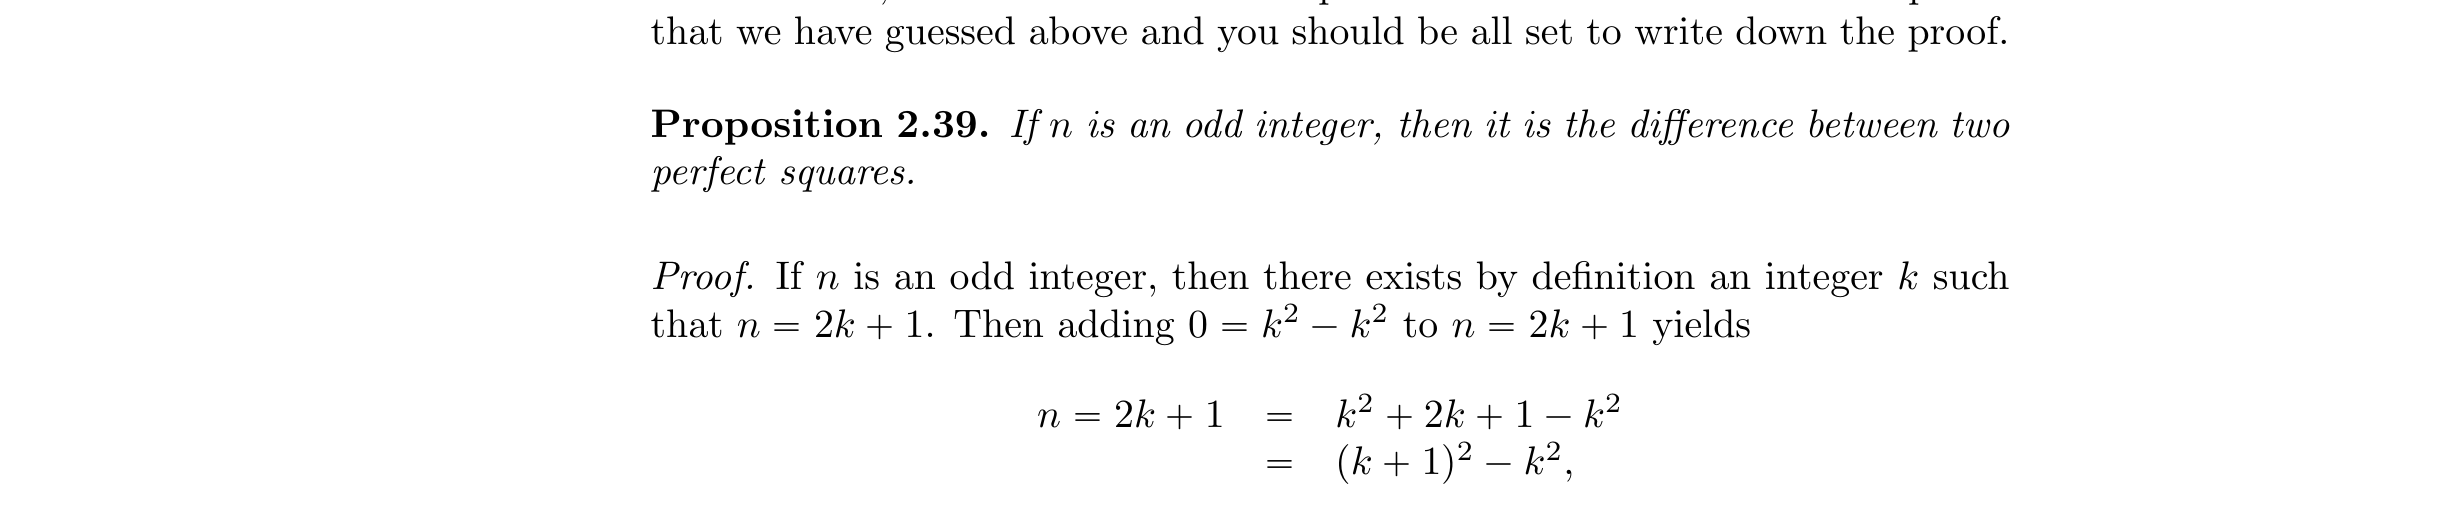 that we have guessed above and you should be all set to write down the proof.
Proposition 2.39. If n is an odd integer, then it is the difference between two
perfect squares.
Proof. If n is an odd integer, then there exists by definition an integer k such
that n = 2k + 1. Then adding 0 = k² − k² to n = 2k + 1 yields
n = 2k + 1 = k² + 2k + 1 − k²
= (k + 1)² − k²,